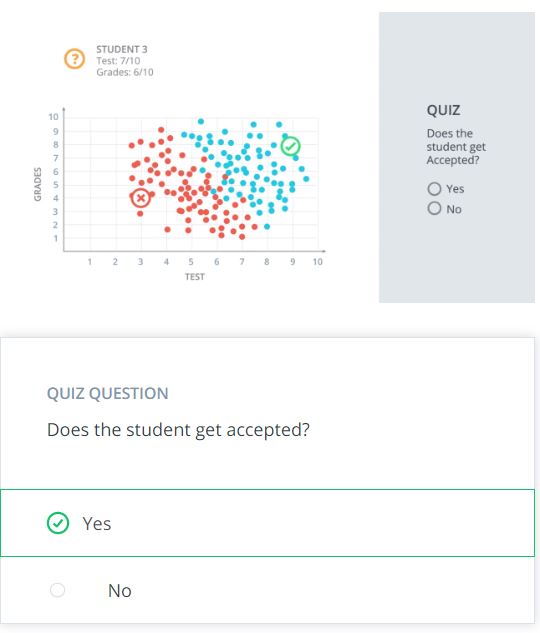 ?
STUDENT 3
Test: 7/10
Grades: 6/10
10
9
8
7
6
5
4
3
2
1
GRADES
1 2 3 4 5 6 7 8 9 10
TEST
QUIZ
Does the
student get
Accepted?
Yes
No
QUIZ QUESTION
Does the student get accepted?
Yes
No